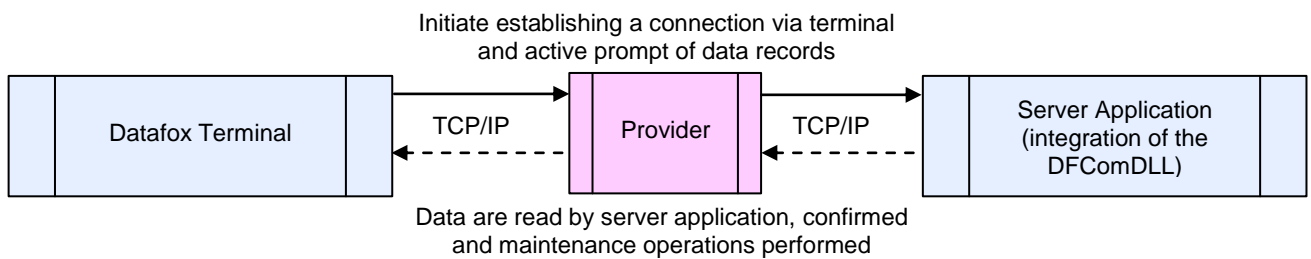 Initiate establishing a connection via terminal
and active prompt of data records
Datafox Terminal
TCP/IP
Provider
TCP/IP
Server Application
(integration of the
DFComDLL)
Data are read by server application, confirmed
and maintenance operations performed